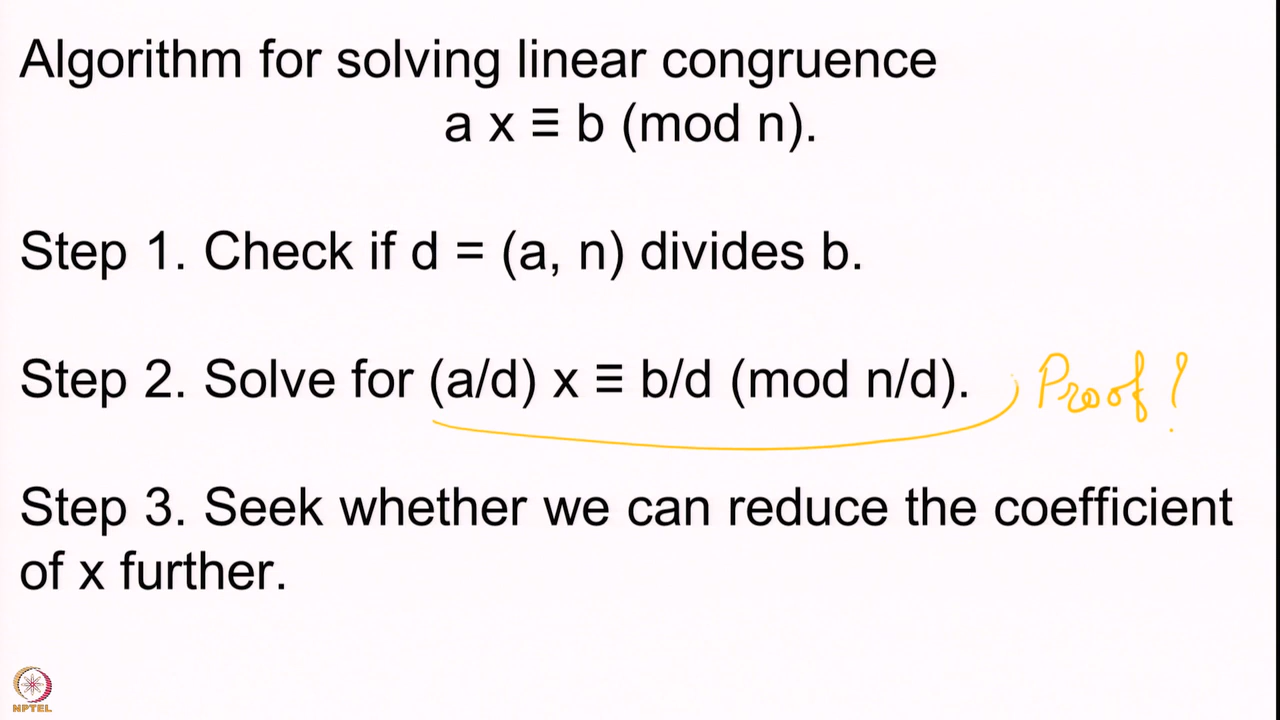 Algorithm for solving linear congruence
a x ≡ b (mod n).
Step 1. Check if d = (a, n) divides b.
Step 2. Solve for (a/d) x ≡ b/d (mod n/d). Proof ?
Step 3. Seek whether we can reduce the coefficient
of x further.
NPTEL